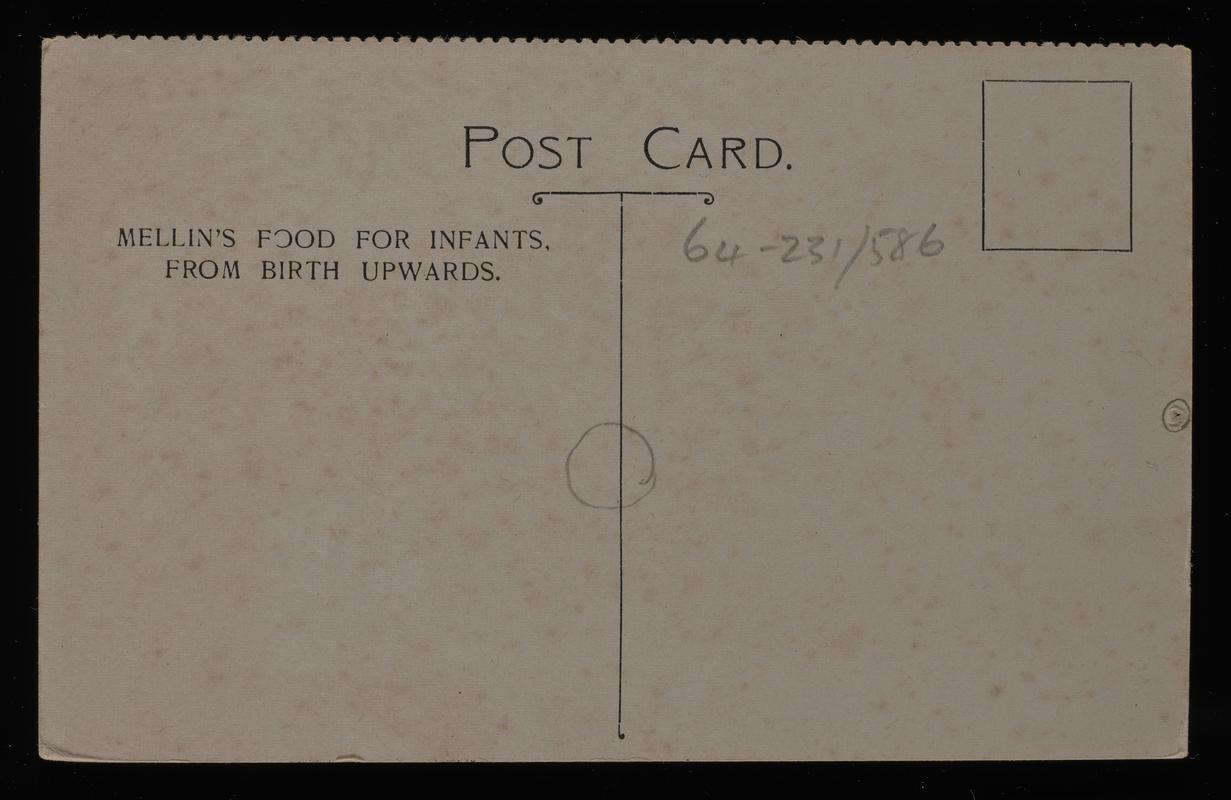 POST CARD.
MELLIN'S FOOD FOR INFANTS,
FROM BIRTH UPWARDS.
64-231/586